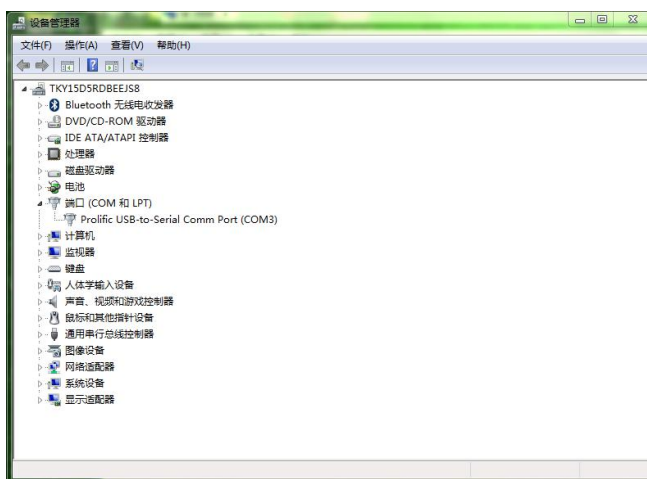 设备管理器
文件(F) 操作(A) 查看(V) 帮助(H)
TKY15D5RDBEEJS8
Bluetooth 无线电收发器
DVD/CD-ROM 驱动器
IDE ATA/ATAPI 控制器
处理器
磁盘驱动器
电池
端口 (COM 和 LPT)
Prolific USB-to-Serial Comm Port (COM3)
计算机
监视器
键盘
人体学输入设备
声音、视频和游戏控制器
鼠标和其他指针设备
通用串行总线控制器
图像设备
网络适配器
系统设备
显示适配器